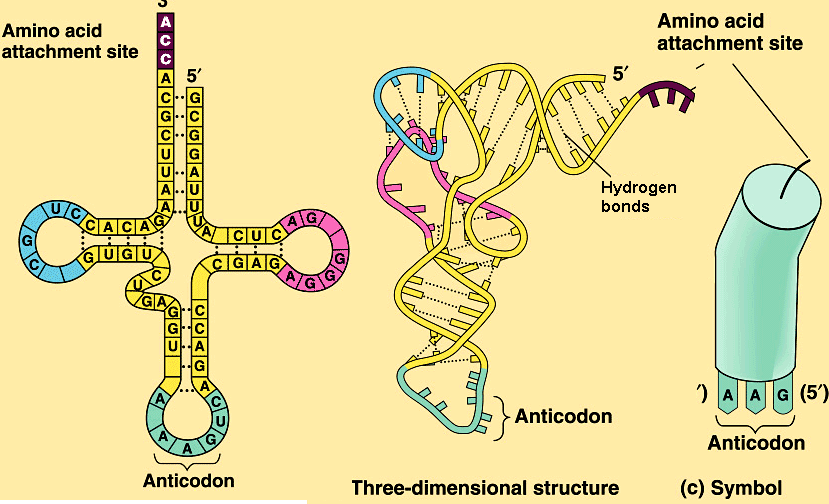 3′
Amino acid
attachment site
A
C
C
A
C
G
C
U
U
A
A
5′
G
C
G
G
A
U
U
U
G C U C
C A C A G
G C
G U G U C
U G A
G
G
U
A C U C
A G
C G A G
A G G G
C
C
A
G
A
A A A G U C
Anticodon
5′
Hydrogen
bonds
Anticodon
Three-dimensional structure
Amino acid
attachment site
′) A A G (5′)
Anticodon
(c) Symbol